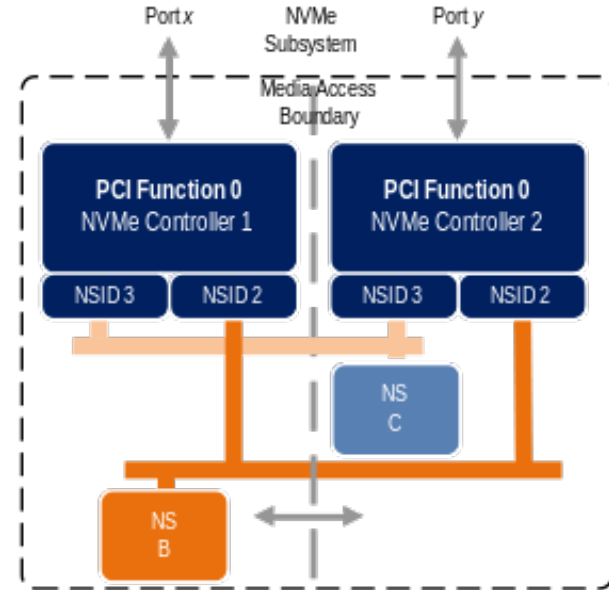 Port x
NVMe
Subsystem
Port y
Media Access
Boundary
PCI Function 0
NVMe Controller 1
PCI Function 0
NVMe Controller 2
NSID 3
NSID 2
NSID 3
NSID 2
NS
C
NS
B